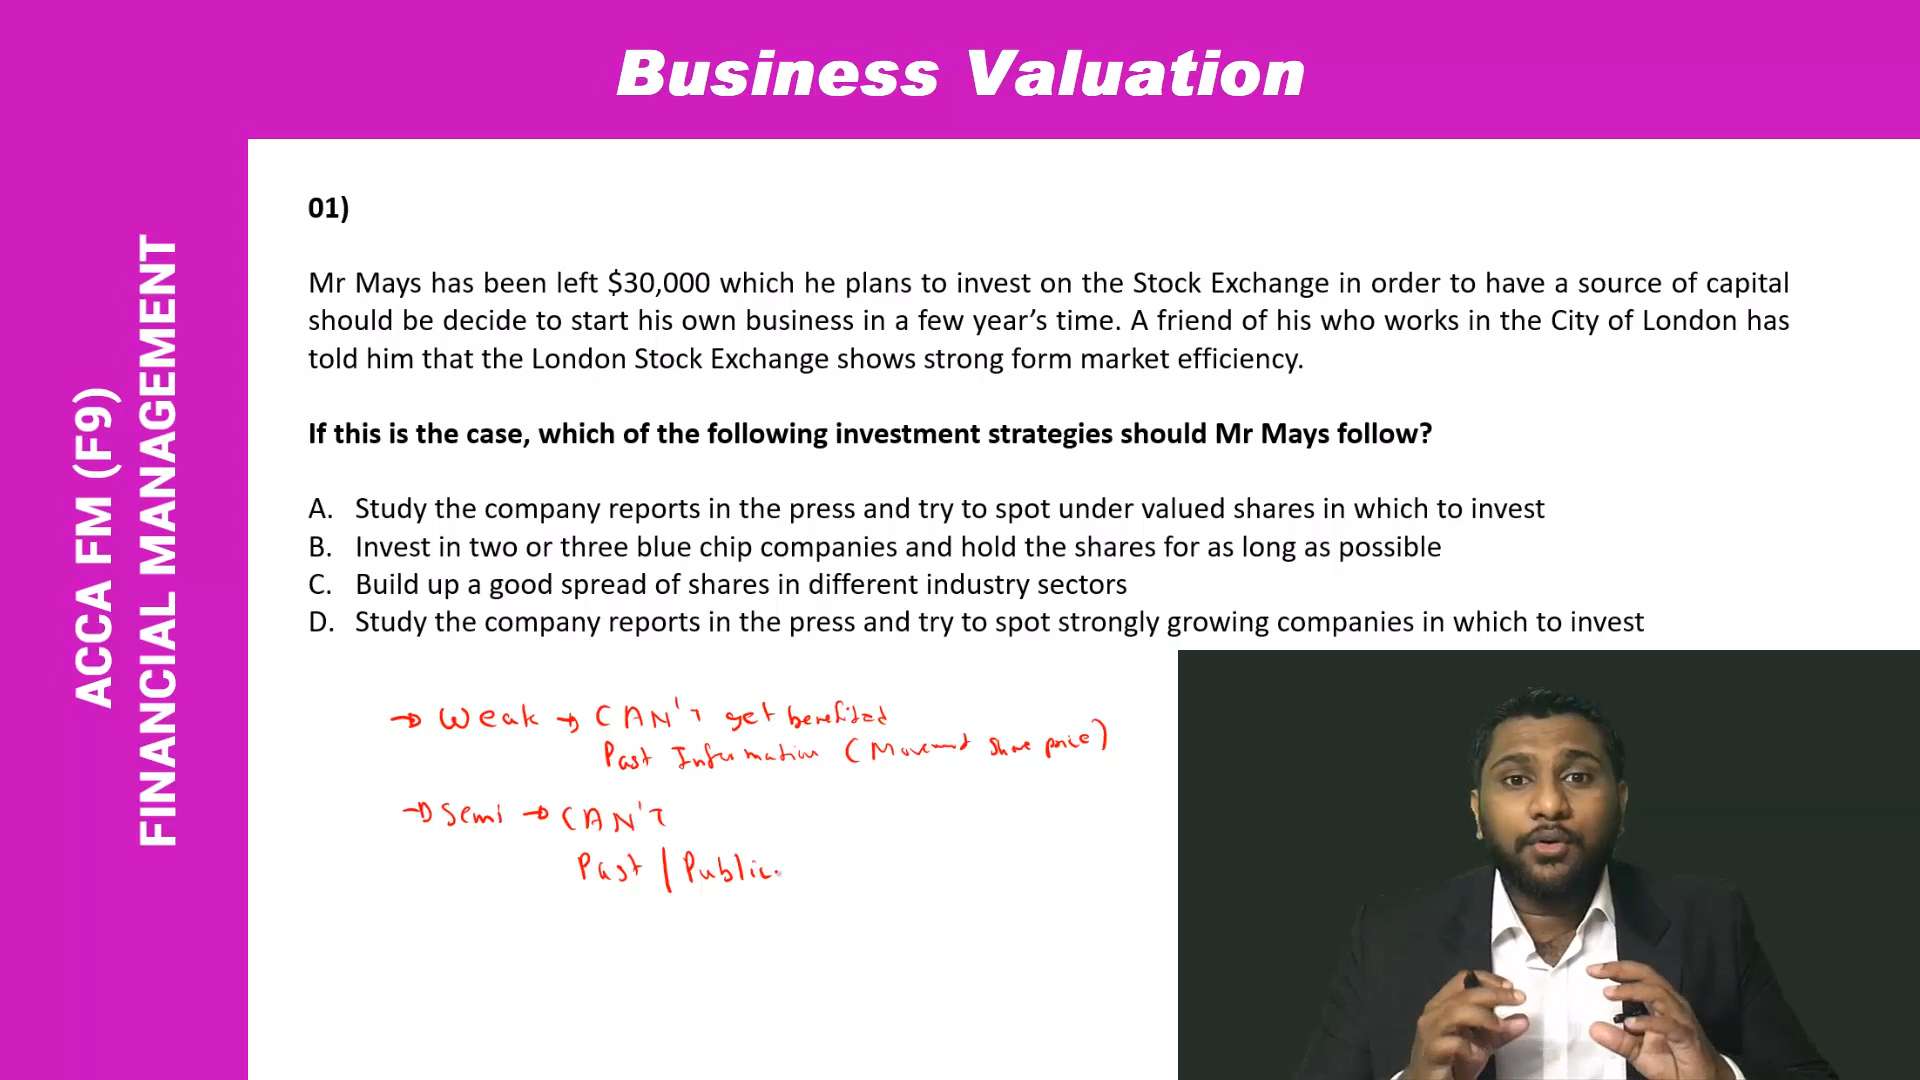 Business Valuation
ACCA FM (F9)
FINANCIAL MANAGEMENT
01)
Mr Mays has been left $30,000 which he plans to invest on the Stock Exchange in order to have a source of capital
should be decide to start his own business in a few year’s time. A friend of his who works in the City of London has
told him that the London Stock Exchange shows strong form market efficiency.
If this is the case, which of the following investment strategies should Mr Mays follow?
A. Study the company reports in the press and try to spot under valued shares in which to invest
B. Invest in two or three blue chip companies and hold the shares for as long as possible
C. Build up a good spread of shares in different industry sectors
D. Study the company reports in the press and try to spot strongly growing companies in which to invest
→ Weak → CAN'T get benefited
Past Information (Movement share price)
→ Semi → CAN'T
Past | Public.